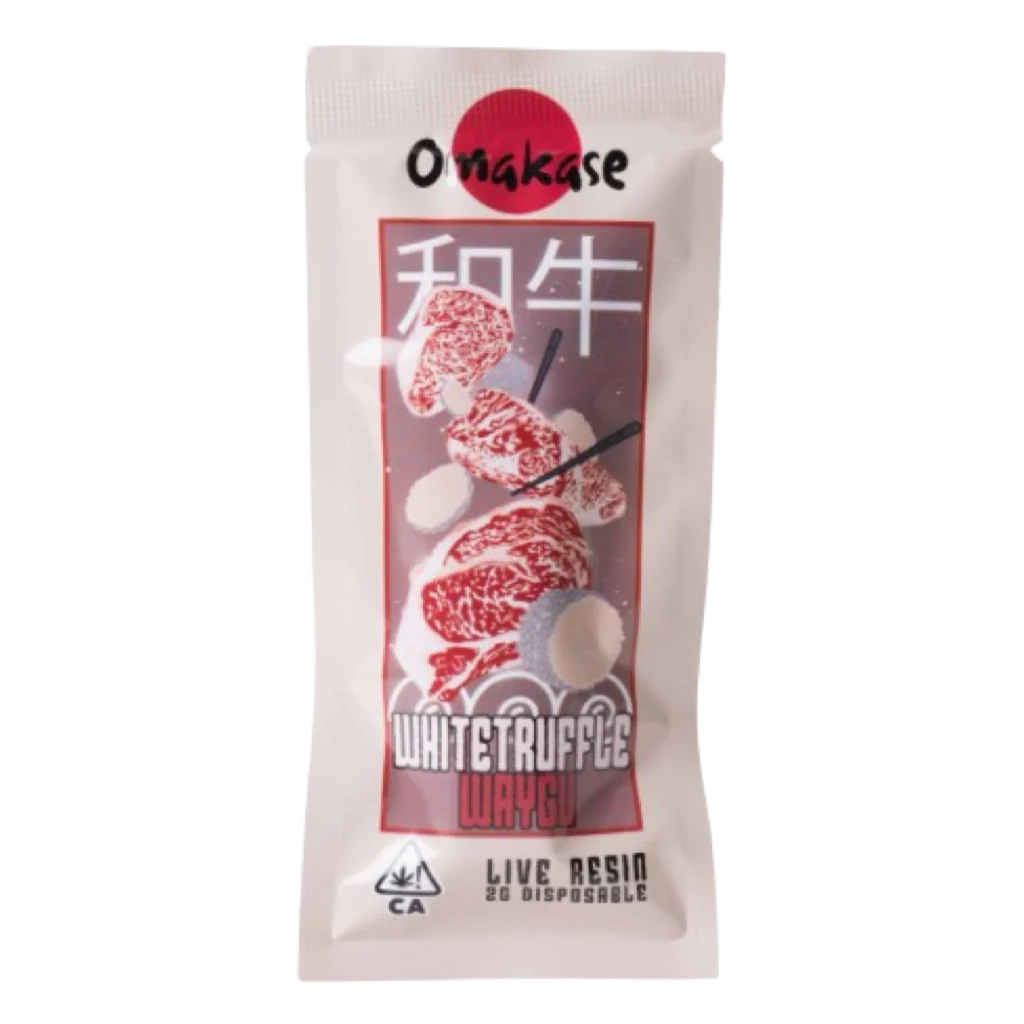 Omakase
和牛
WHITETRUFFLE
WAYGU
CA
LIVE RESIN
2G DISPOSABLE